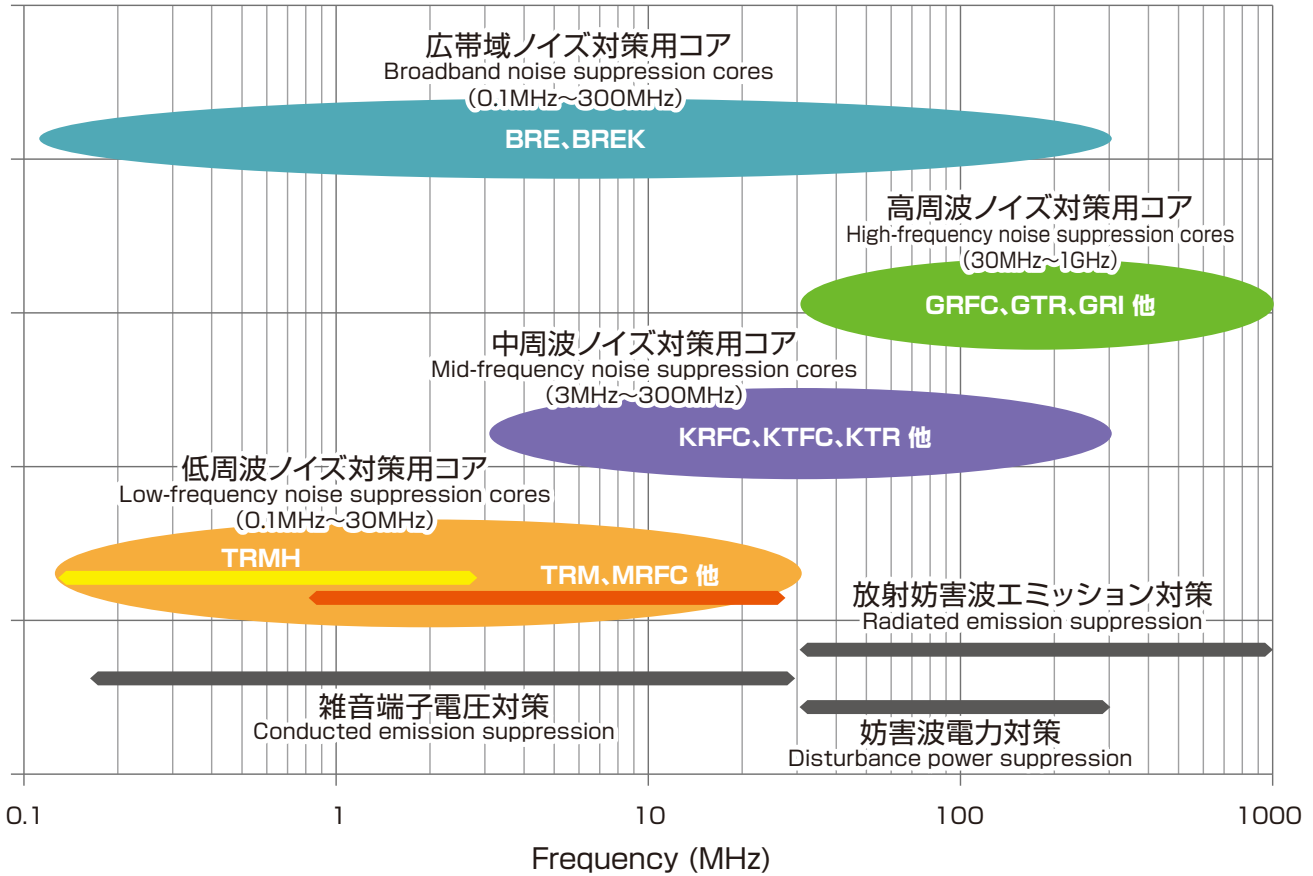 広帯域ノイズ対策用コア
Broadband noise suppression cores
(0.1MHz~300MHz)
BRE、BREK
高周波ノイズ対策用コア
High-frequency noise suppression cores
(30MHz~1GHz)
GRFC、GTR、GRI 他
中周波ノイズ対策用コア
Mid-frequency noise suppression cores
(3MHz~300MHz)
KRFC、KTFC、KTR 他
低周波ノイズ対策用コア
Low-frequency noise suppression cores
(0.1MHz~30MHz)
TRMH
TRM、MRFC 他
放射妨害波エミッション対策
Radiated emission suppression
雑音端子電圧対策
Conducted emission suppression
妨害波電力対策
Disturbance power suppression
0.1 1 10 100 1000
Frequency (MHz)